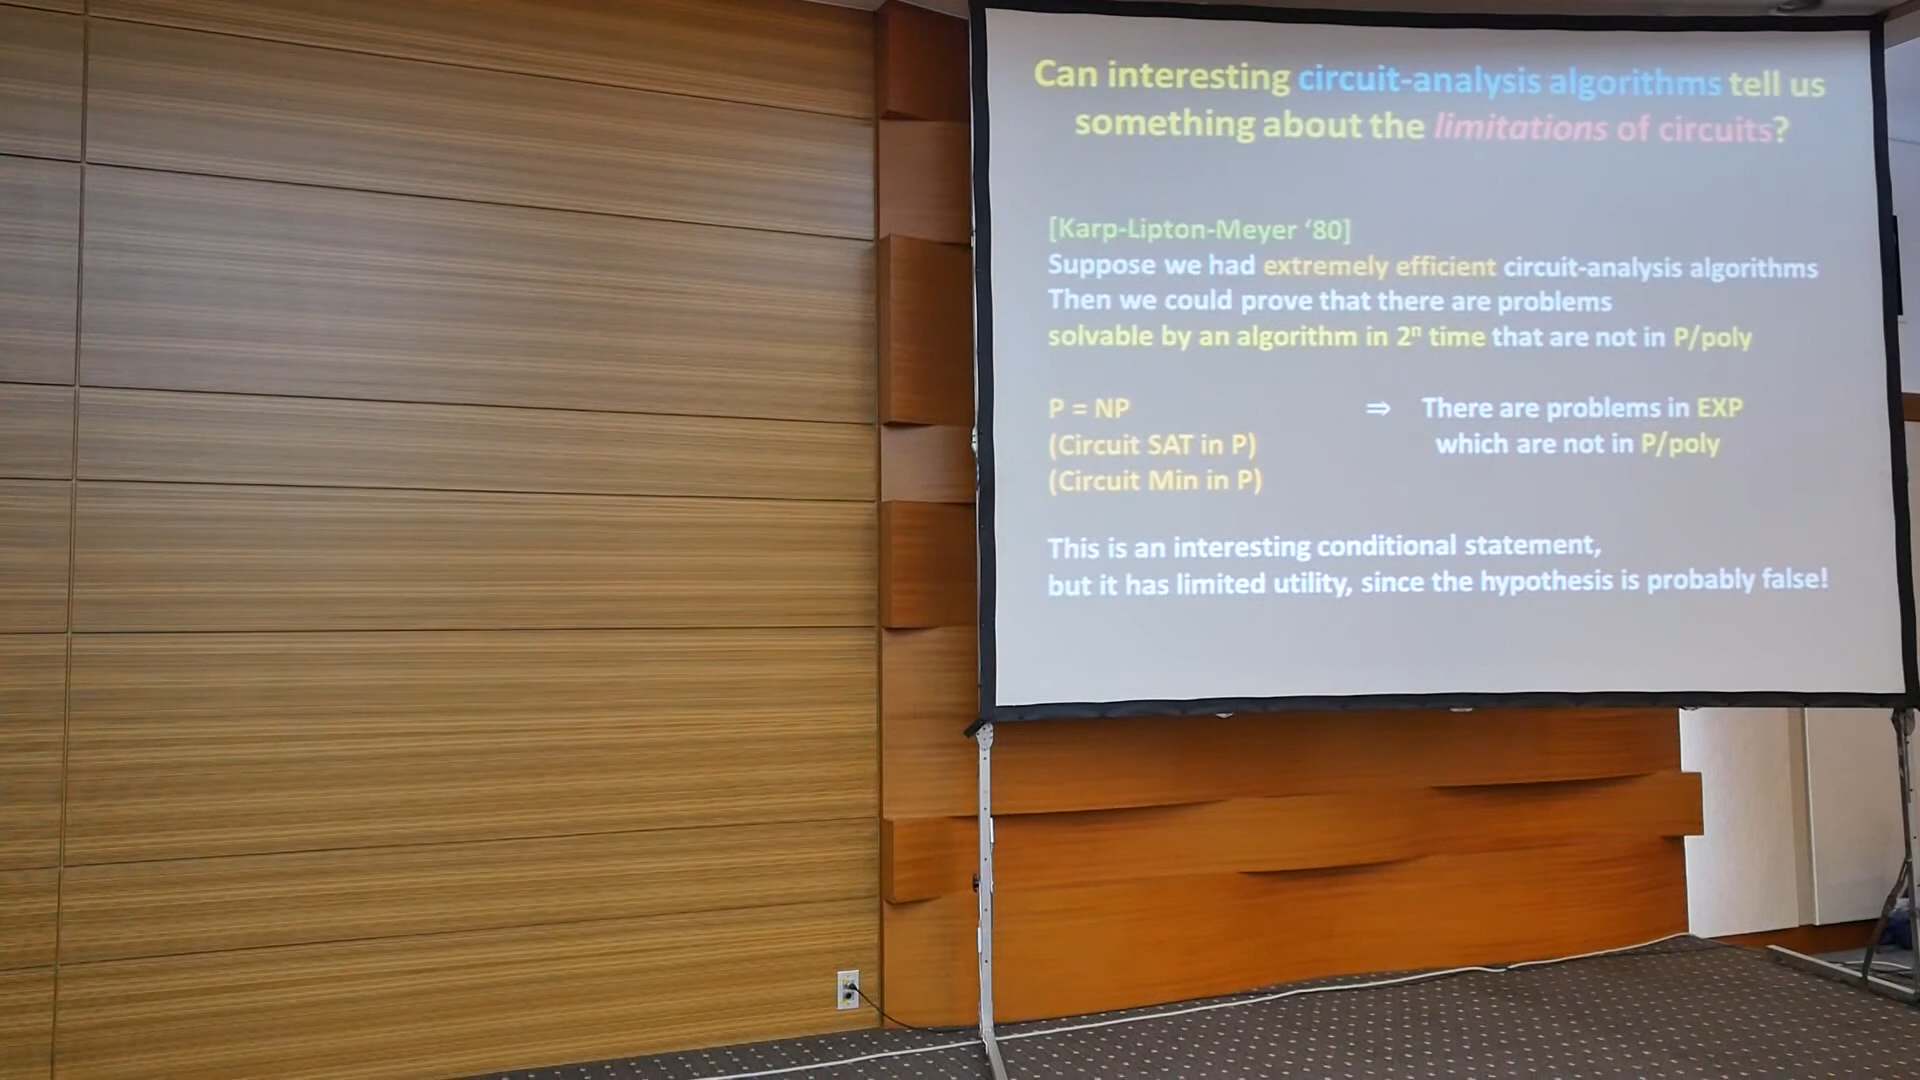 Can interesting circuit-analysis algorithms tell us
something about the limitations of circuits?
[Karp-Lipton-Meyer ‘80]
Suppose we had extremely efficient circuit-analysis algorithms
Then we could prove that there are problems
solvable by an algorithm in 2ⁿ time that are not in P/poly
P = NP ⇒ There are problems in EXP
(Circuit SAT in P) which are not in P/poly
(Circuit Min in P)
This is an interesting conditional statement,
but it has limited utility, since the hypothesis is probably false!